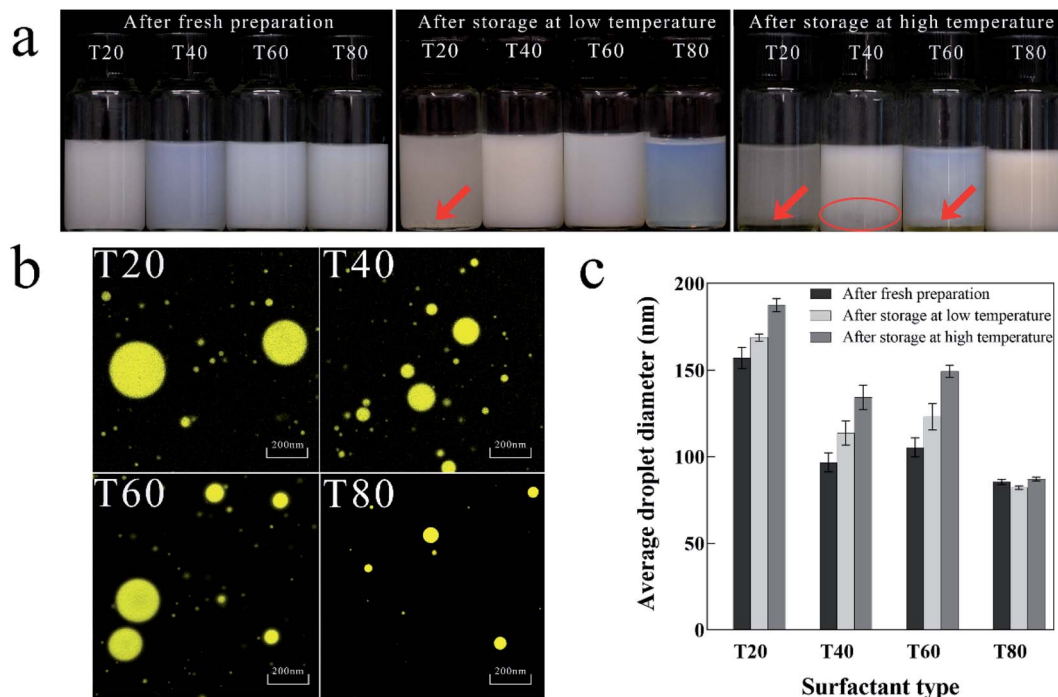 a
After fresh preparation
T20 T40 T60 T80
After storage at low temperature
T20 T40 T60 T80
After storage at high temperature
T20 T40 T60 T80
b
T20
200nm
T40
200nm
T60
200nm
T80
200nm
c
Average droplet diameter (nm)
200
150
100
50
0
After fresh preparation
After storage at low temperature
After storage at high temperature
T20 T40 T60 T80
Surfactant type